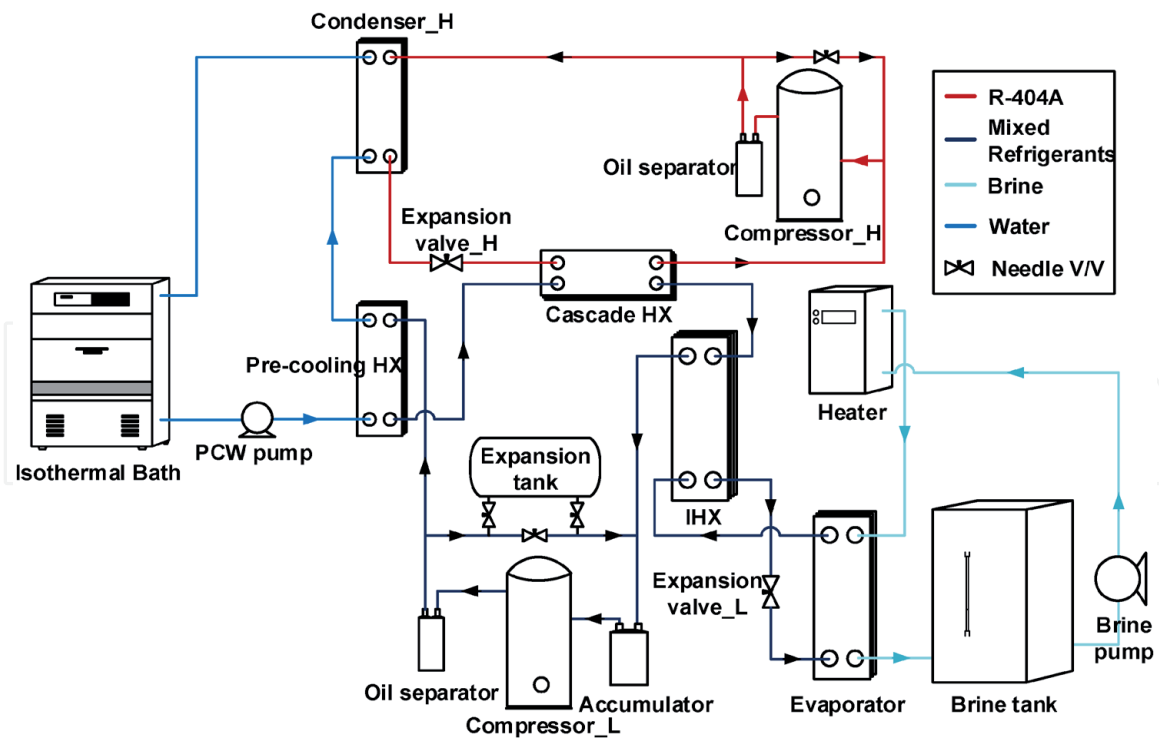 Condenser_H
R-404A
Mixed
Refrigerants
Brine
Water
Needle V/V
Oil separator
Compressor_H
Expansion
valve_H
Cascade HX
Pre-cooling HX
Heater
PCW pump
Isothermal Bath
Expansion
tank
IHX
Expansion
valve_L
Brine
pump
Oil separator
Compressor_L
Accumulator
Evaporator
Brine tank